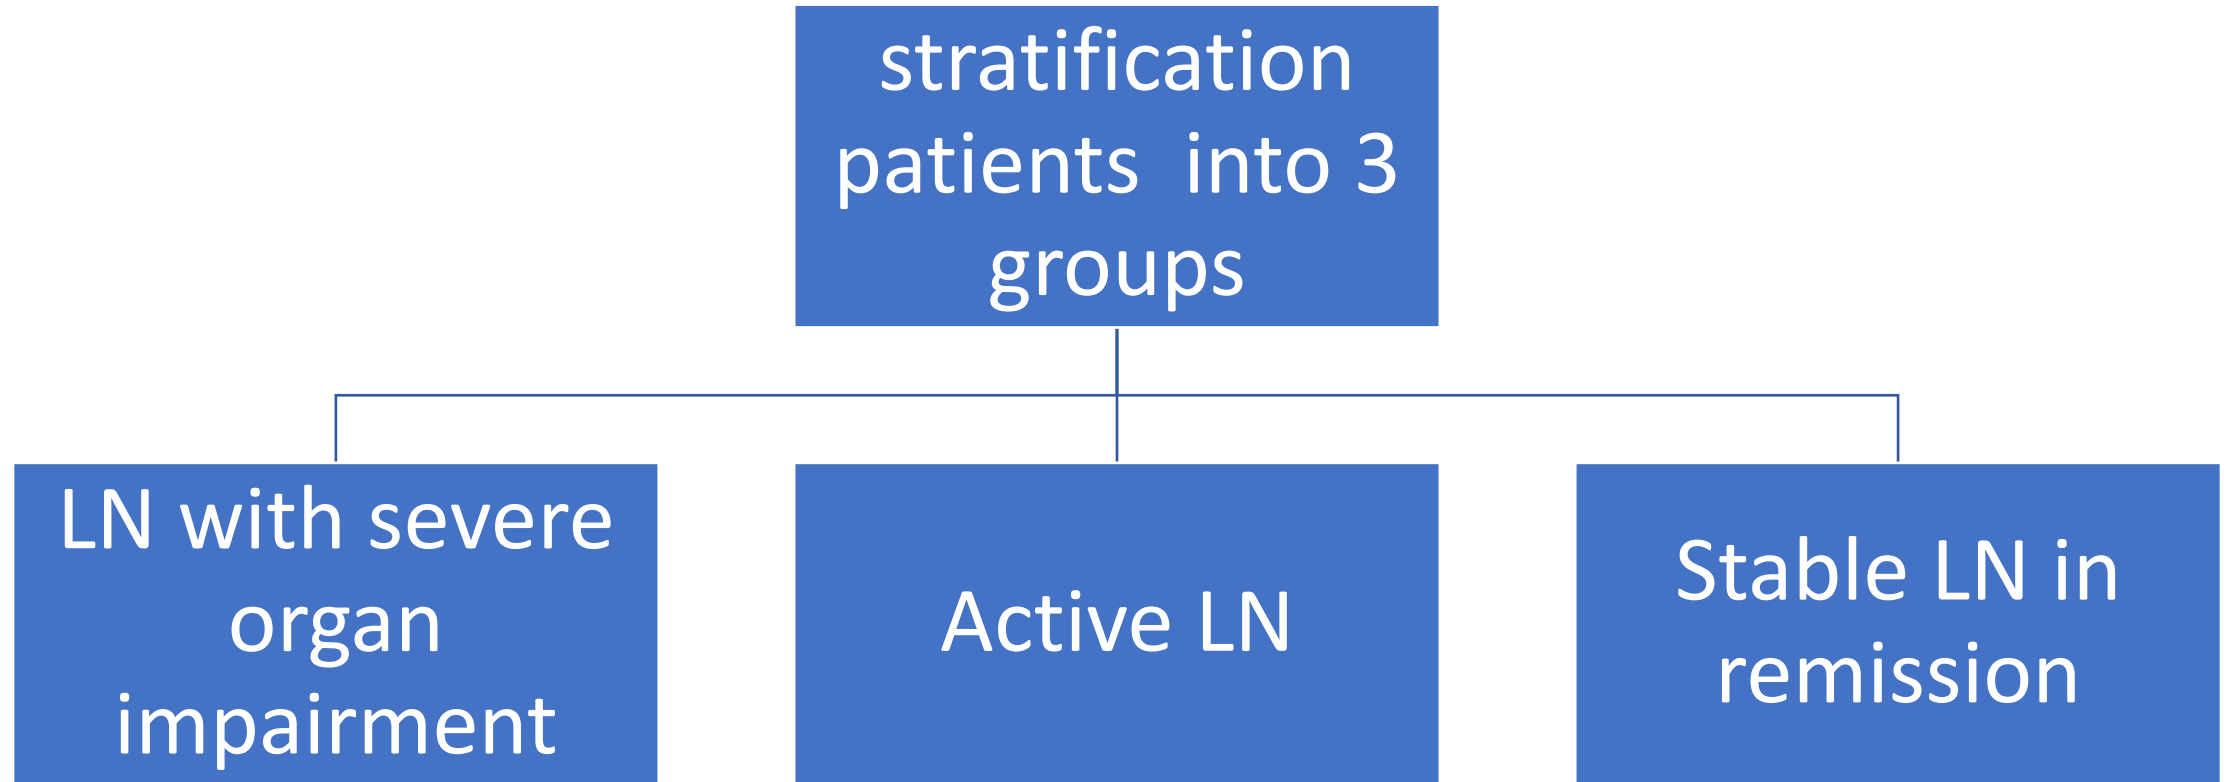 stratification
patients  into 3
groups
LN with severe
organ
impairment
Active LN
Stable LN in
remission